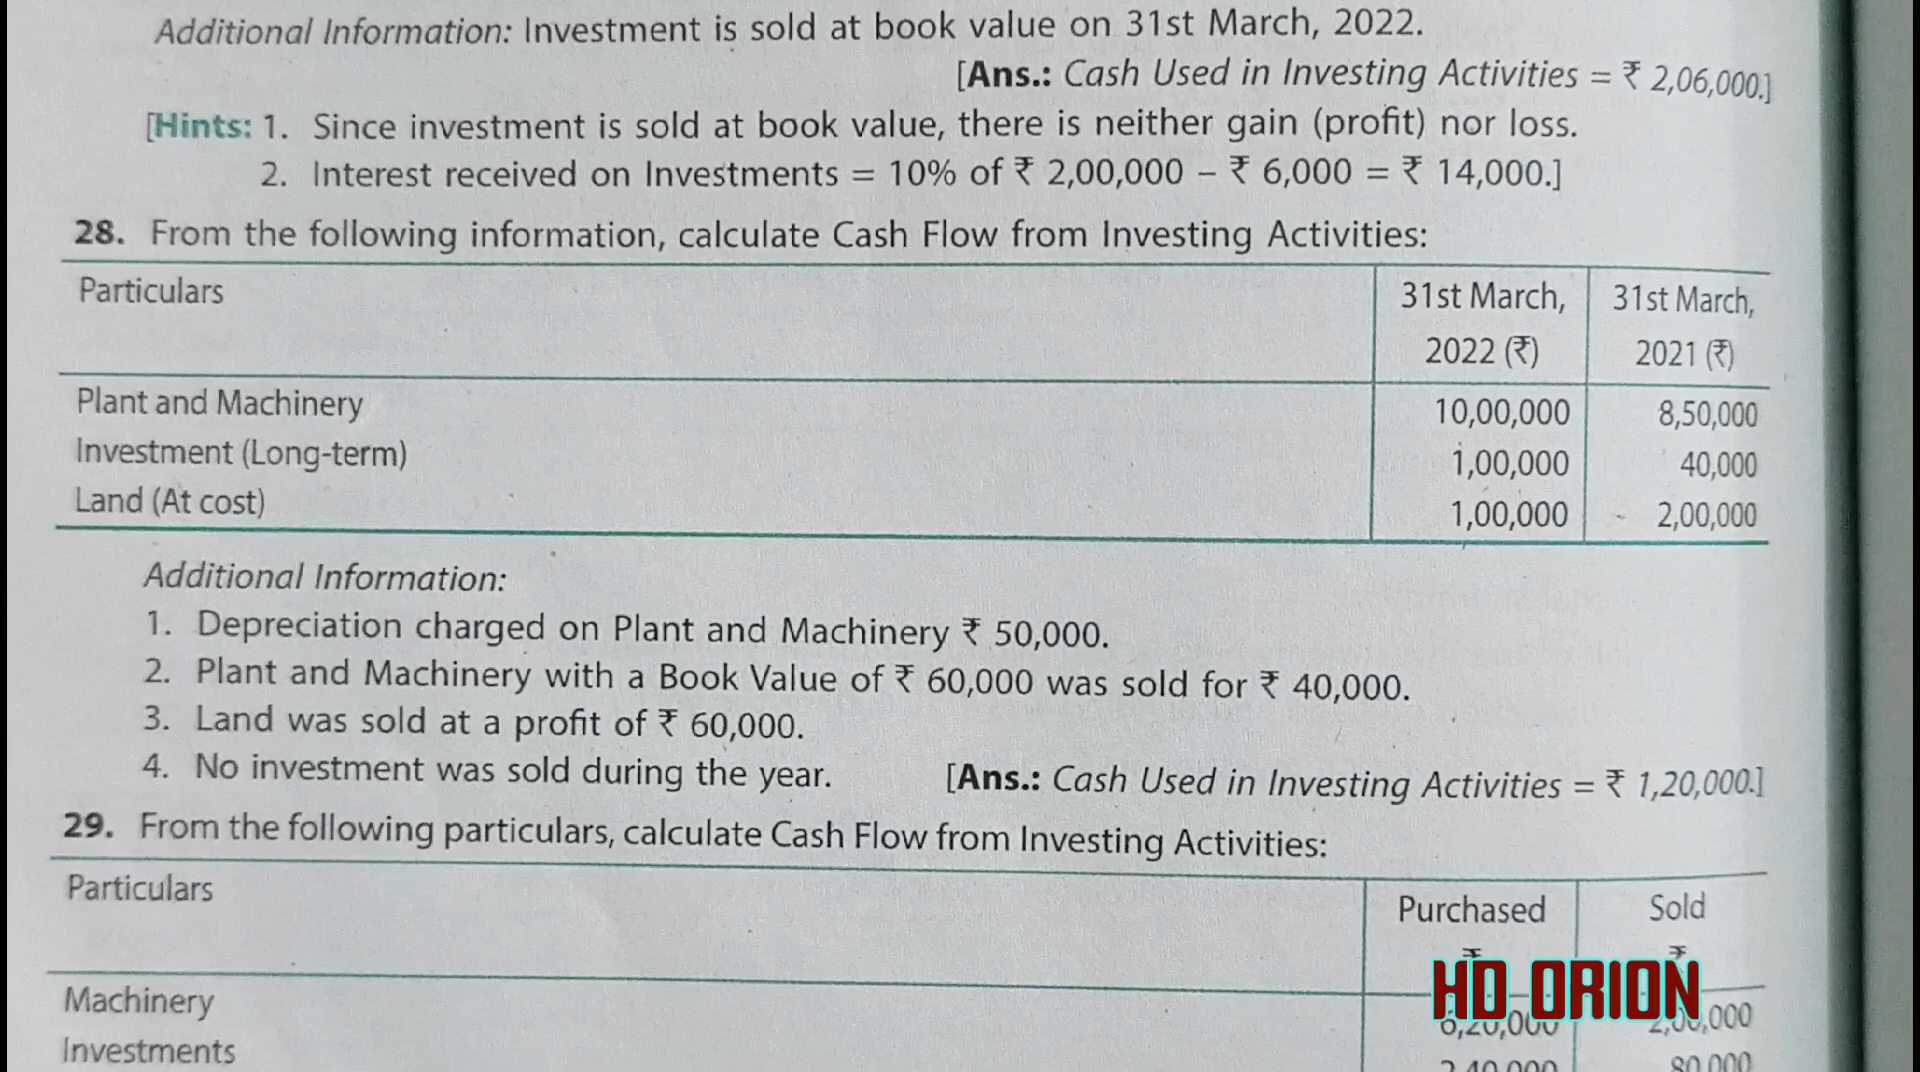 Additional Information: Investment is sold at book value on 31st March, 2022.
[Ans.: Cash Used in Investing Activities = ₹ 2,06,000.]
[Hints: 1. Since investment is sold at book value, there is neither gain (profit) nor loss.
2. Interest received on Investments = 10% of ₹ 2,00,000 – ₹ 6,000 = ₹ 14,000.]
28. From the following information, calculate Cash Flow from Investing Activities:
Particulars 31st March, 31st March,
2022 (₹) 2021 (₹)
Plant and Machinery 10,00,000 8,50,000
Investment (Long-term) 1,00,000 40,000
Land (At cost) 1,00,000 2,00,000
Additional Information:
1. Depreciation charged on Plant and Machinery ₹ 50,000.
2. Plant and Machinery with a Book Value of ₹ 60,000 was sold for ₹ 40,000.
3. Land was sold at a profit of ₹ 60,000.
4. No investment was sold during the year. [Ans.: Cash Used in Investing Activities = ₹ 1,20,000.]
29. From the following particulars, calculate Cash Flow from Investing Activities:
Particulars Purchased Sold
₹ ₹
HD ORION
Machinery 6,20,000 2,00,000
Investments 80,000